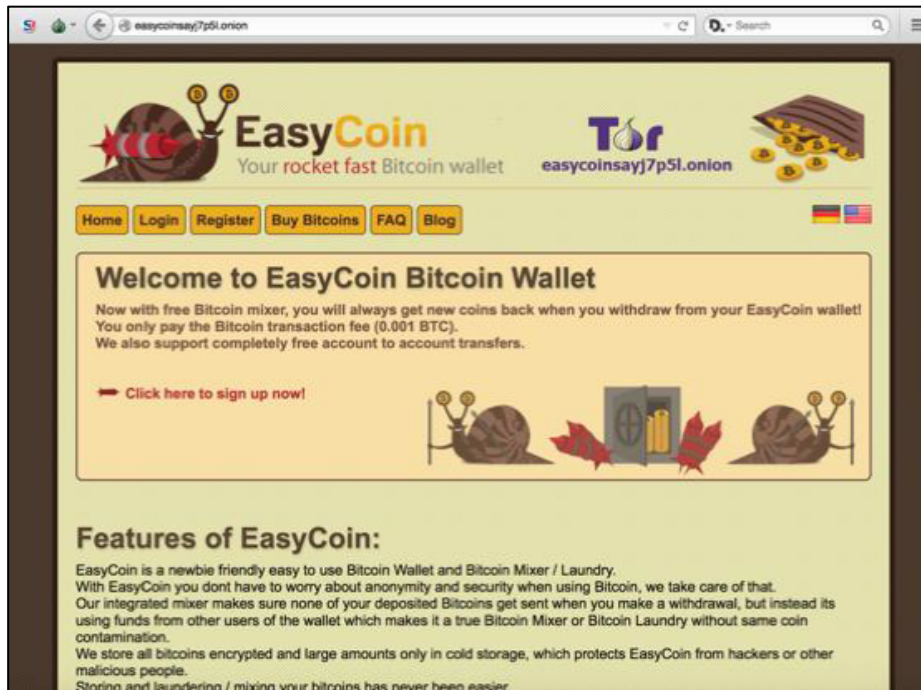 easycoinsayj7p5l.onion
Search
EasyCoin
Your rocket fast Bitcoin wallet
Tor
easycoinsayj7p5l.onion
Home Login Register Buy Bitcoins FAQ Blog
Welcome to EasyCoin Bitcoin Wallet
Now with free Bitcoin mixer, you will always get new coins back when you withdraw from your EasyCoin wallet!
You only pay the Bitcoin transaction fee (0.001 BTC).
We also support completely free account to account transfers.
Click here to sign up now!
Features of EasyCoin:
EasyCoin is a newbie friendly easy to use Bitcoin Wallet and Bitcoin Mixer / Laundry.
With EasyCoin you dont have to worry about anonymity and security when using Bitcoin, we take care of that.
Our integrated mixer makes sure none of your deposited Bitcoins get sent when you make a withdrawal, but instead its
using funds from other users of the wallet which makes it a true Bitcoin Mixer or Bitcoin Laundry without same coin
contamination.
We store all bitcoins encrypted and large amounts only in cold storage, which protects EasyCoin from hackers or other
malicious people.
Storing and laundering / mixing your bitcoins has never been easier